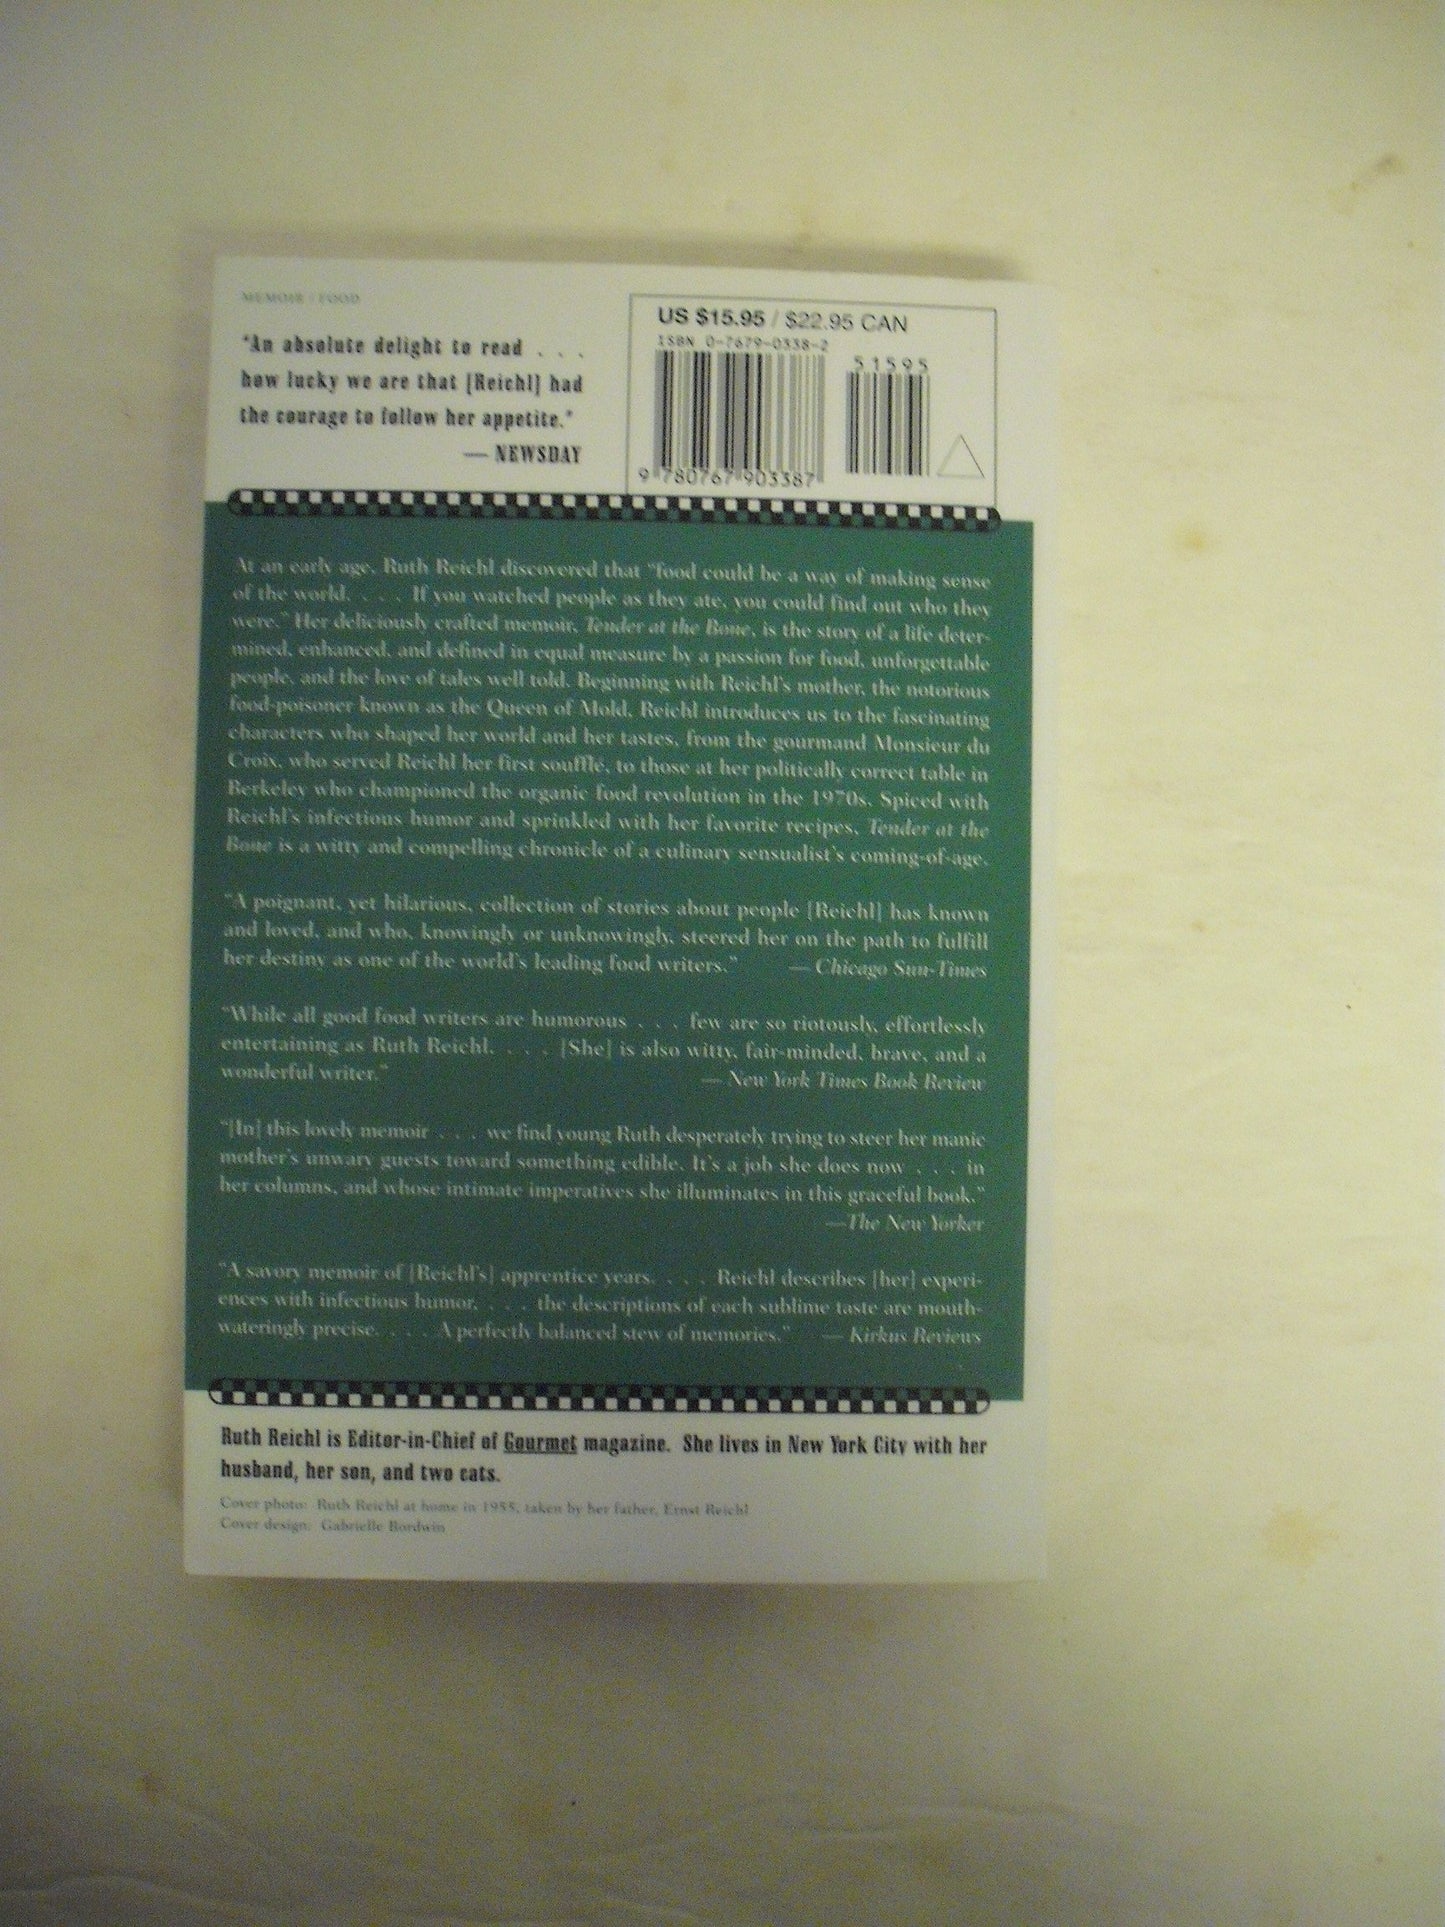 MEMOIR / FOOD
"An absolute delight to read . . .
how lucky we are that [Reichl] had
the courage to follow her appetite."
— NEWSDAY
US $15.95 / $22.95 CAN
ISBN 0-7679-0338-2
51595
9 780767 903387
At an early age, Ruth Reichl discovered that "food could be a way of making sense
of the world. . . . If you watched people as they ate, you could find out who they
were." Her deliciously crafted memoir, Tender at the Bone, is the story of a life deter-
mined, enhanced, and defined in equal measure by a passion for food, unforgettable
people, and the love of tales well told. Beginning with Reichl's mother, the notorious
food-poisoner known as the Queen of Mold, Reichl introduces us to the fascinating
characters who shaped her world and her tastes, from the gourmand Monsieur du
Croix, who served Reichl her first soufflé, to those at her politically correct table in
Berkeley who championed the organic food revolution in the 1970s. Spiced with
Reichl's infectious humor and sprinkled with her favorite recipes, Tender at the
Bone is a witty and compelling chronicle of a culinary sensualist's coming-of-age.
"A poignant, yet hilarious, collection of stories about people [Reichl] has known
and loved, and who, knowingly or unknowingly, steered her on the path to fulfill
her destiny as one of the world's leading food writers." — Chicago Sun-Times
"While all good food writers are humorous . . . few are so riotously, effortlessly
entertaining as Ruth Reichl. . . . [She] is also witty, fair-minded, brave, and a
wonderful writer." — New York Times Book Review
"[In] this lovely memoir . . . we find young Ruth desperately trying to steer her manic
mother's unwary guests toward something edible. It's a job she does now . . . in
her columns, and whose intimate imperatives she illuminates in this graceful book."
—The New Yorker
"A savory memoir of [Reichl's] apprentice years. . . . Reichl describes [her] experi-
ences with infectious humor. . . . the descriptions of each sublime taste are mouth-
wateringly precise. . . . A perfectly balanced stew of memories." — Kirkus Reviews
Ruth Reichl is Editor-in-Chief of Gourmet magazine. She lives in New York City with her
husband, her son, and two cats.
Cover photo: Ruth Reichl at home in 1955, taken by her father, Ernst Reichl
Cover design: Gabrielle Bordwin